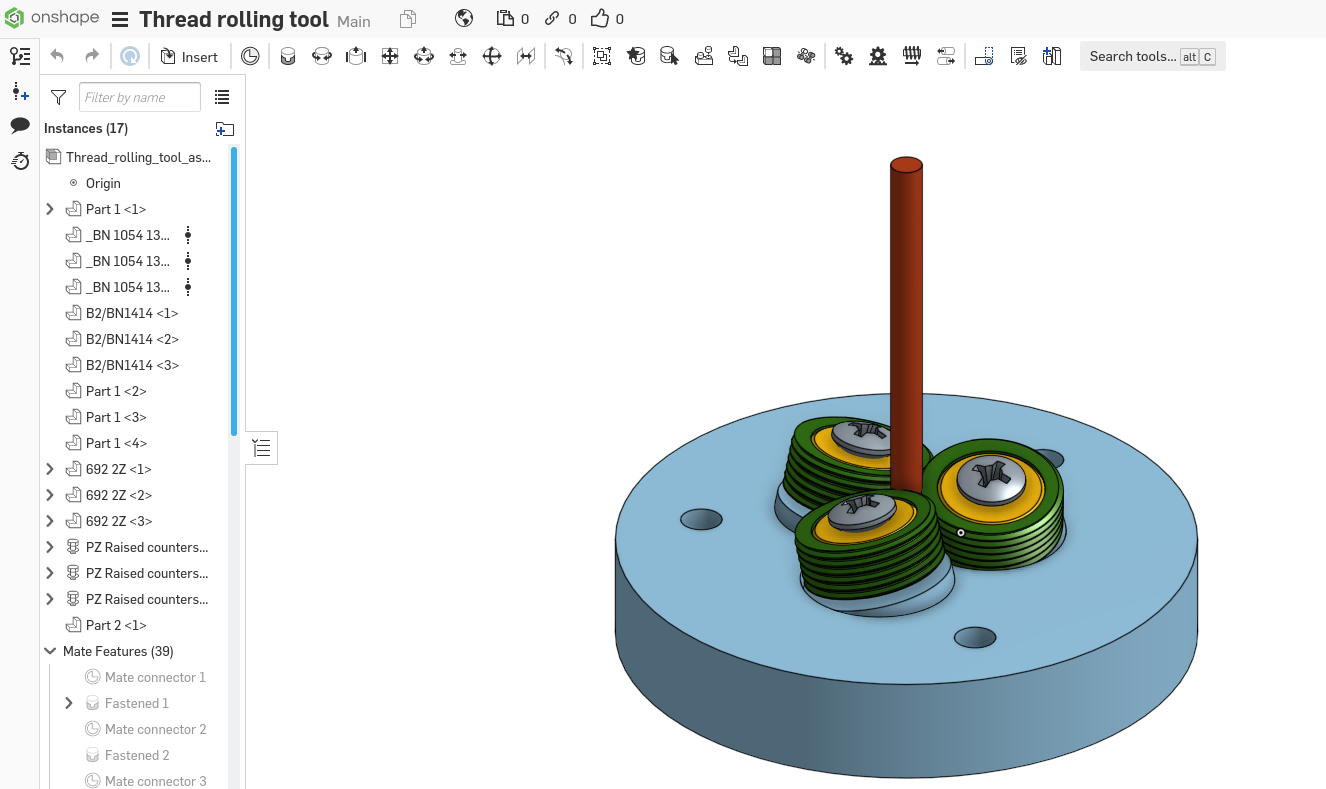 onshape Thread rolling tool Main 0 0 0
Insert Search tools... alt C
Filter by name
Instances (17)
Thread_rolling_tool_as...
Origin
Part 1 <1>
_BN 1054 13...
_BN 1054 13...
_BN 1054 13...
B2/BN1414 <1>
B2/BN1414 <2>
B2/BN1414 <3>
Part 1 <2>
Part 1 <3>
Part 1 <4>
692 2Z <1>
692 2Z <2>
692 2Z <3>
PZ Raised counters...
PZ Raised counters...
PZ Raised counters...
Part 2 <1>
Mate Features (39)
Mate connector 1
Fastened 1
Mate connector 2
Fastened 2
Mate connector 3